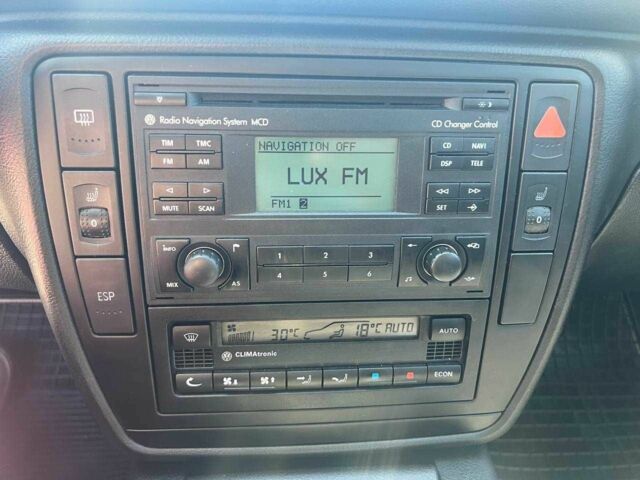 Radio Navigation System MCD
CD Changer Control
TIM TMC
FM AM
MUTE SCAN
NAVIGATION OFF
LUX FM
FM1 2
CD NAVI
DSP TELE
SET
0
0
INFO
MIX AS
1 2 3
4 5 6
ESP
30°C 18°C AUTO
AUTO
CLIMAtronic
ECON